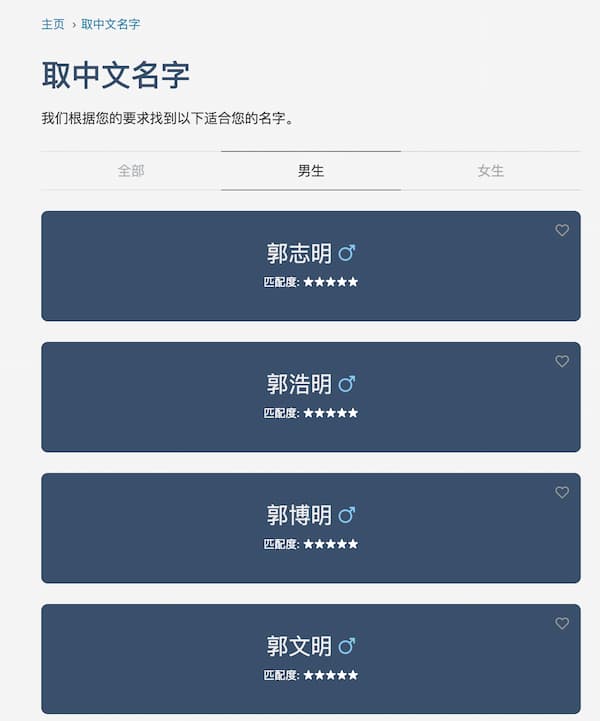 主页 › 取中文名字
取中文名字
我们根据您的要求找到以下适合您的名字。
全部
男生
女生
郭志明 ♂
匹配度: ★★★★★
郭浩明 ♂
匹配度: ★★★★★
郭博明 ♂
匹配度: ★★★★★
郭文明 ♂
匹配度: ★★★★★